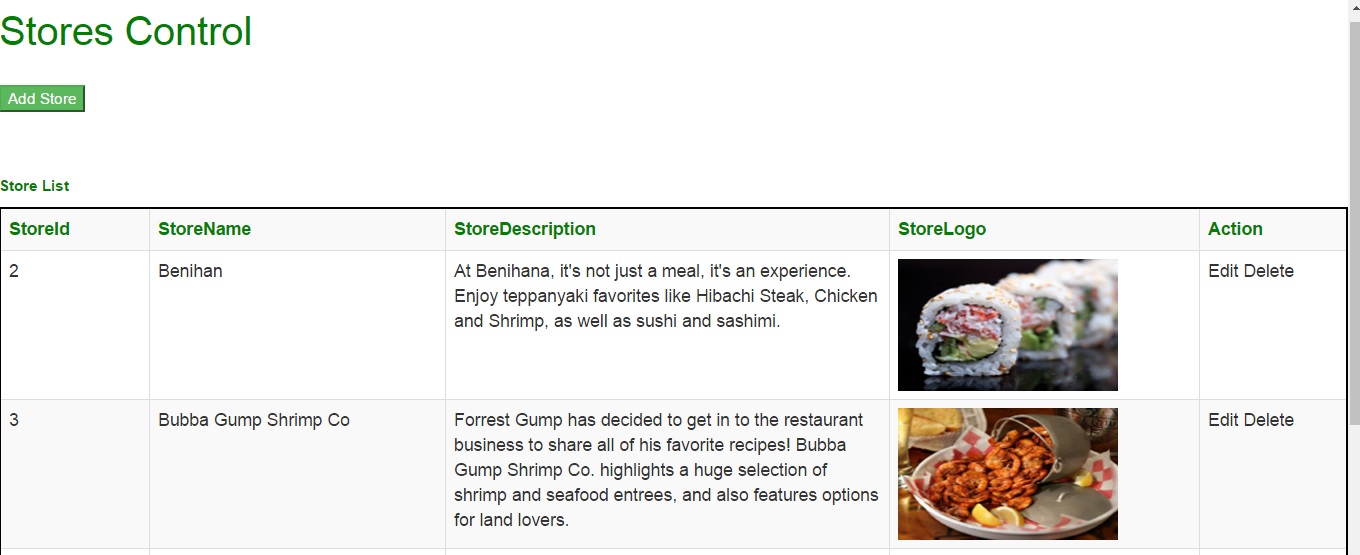 Stores Control
Add Store
Store List
StoreId StoreName StoreDescription StoreLogo Action
2 Benihan At Benihana, it's not just a meal, it's an experience. Edit Delete
Enjoy teppanyaki favorites like Hibachi Steak, Chicken
and Shrimp, as well as sushi and sashimi.
3 Bubba Gump Shrimp Co Forrest Gump has decided to get in to the restaurant Edit Delete
business to share all of his favorite recipes! Bubba
Gump Shrimp Co. highlights a huge selection of
shrimp and seafood entrees, and also features options
for land lovers.